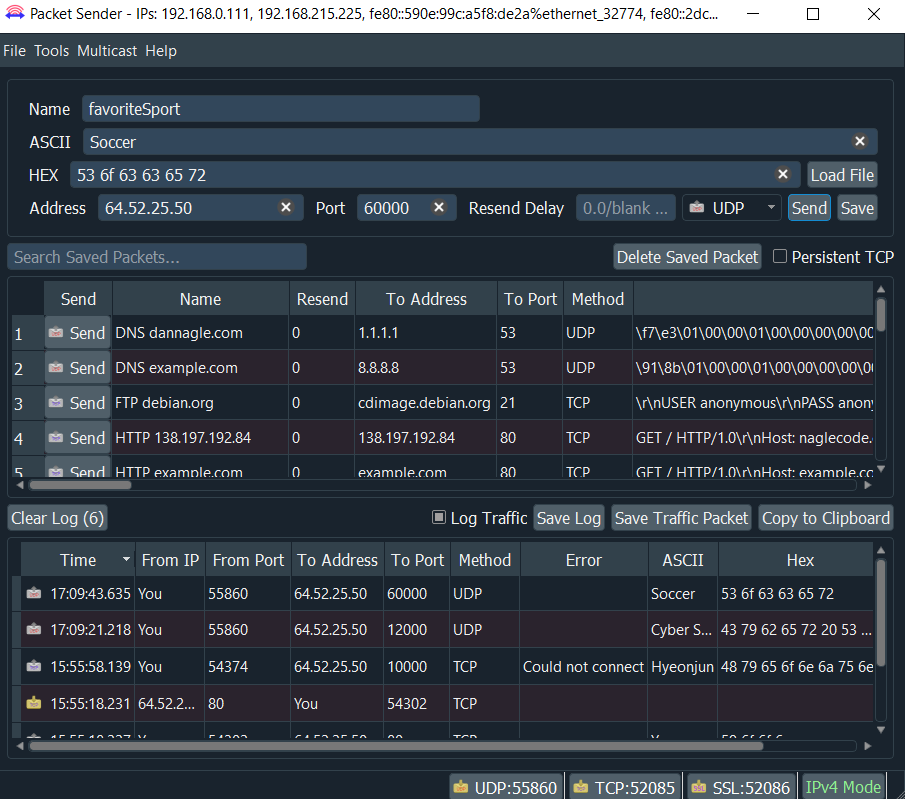 Packet Sender - IPs: 192.168.0.111, 192.168.215.225, fe80::590e:99c:a5f8:de2a%ethernet_32774, fe80::2dc...
File Tools Multicast Help
Name favoriteSport
ASCII Soccer
HEX 53 6f 63 63 65 72 Load File
Address 64.52.25.50 Port 60000 Resend Delay 0.0/blank ... UDP Send Save
Search Saved Packets... Delete Saved Packet Persistent TCP
Send Name Resend To Address To Port Method
1 Send DNS dannagle.com 0 1.1.1.1 53 UDP \f7\e3\01\00\00\01\00\00\00\00\00
2 Send DNS example.com 0 8.8.8.8 53 UDP \91\8b\01\00\00\01\00\00\00\00\00
3 Send FTP debian.org 0 cdimage.debian.org 21 TCP \r\nUSER anonymous\r\nPASS anony
4 Send HTTP 138.197.192.84 0 138.197.192.84 80 TCP GET / HTTP/1.0\r\nHost: naglecode.
5 Send HTTP example.com 0 example.com 80 TCP GET / HTTP/1.0\r\nHost: example.co
Clear Log (6) Log Traffic Save Log Save Traffic Packet Copy to Clipboard
Time From IP From Port To Address To Port Method Error ASCII Hex
17:09:43.635 You 55860 64.52.25.50 60000 UDP Soccer 53 6f 63 63 65 72
17:09:21.218 You 55860 64.52.25.50 12000 UDP Cyber S... 43 79 62 65 72 20 53 ...
15:55:58.139 You 54374 64.52.25.50 10000 TCP Could not connect Hyeonjun 48 79 65 6f 6e 6a 75 6e
15:55:18.231 64.52.2... 80 You 54302 TCP
UDP:55860 TCP:52085 SSL:52086 IPv4 Mode